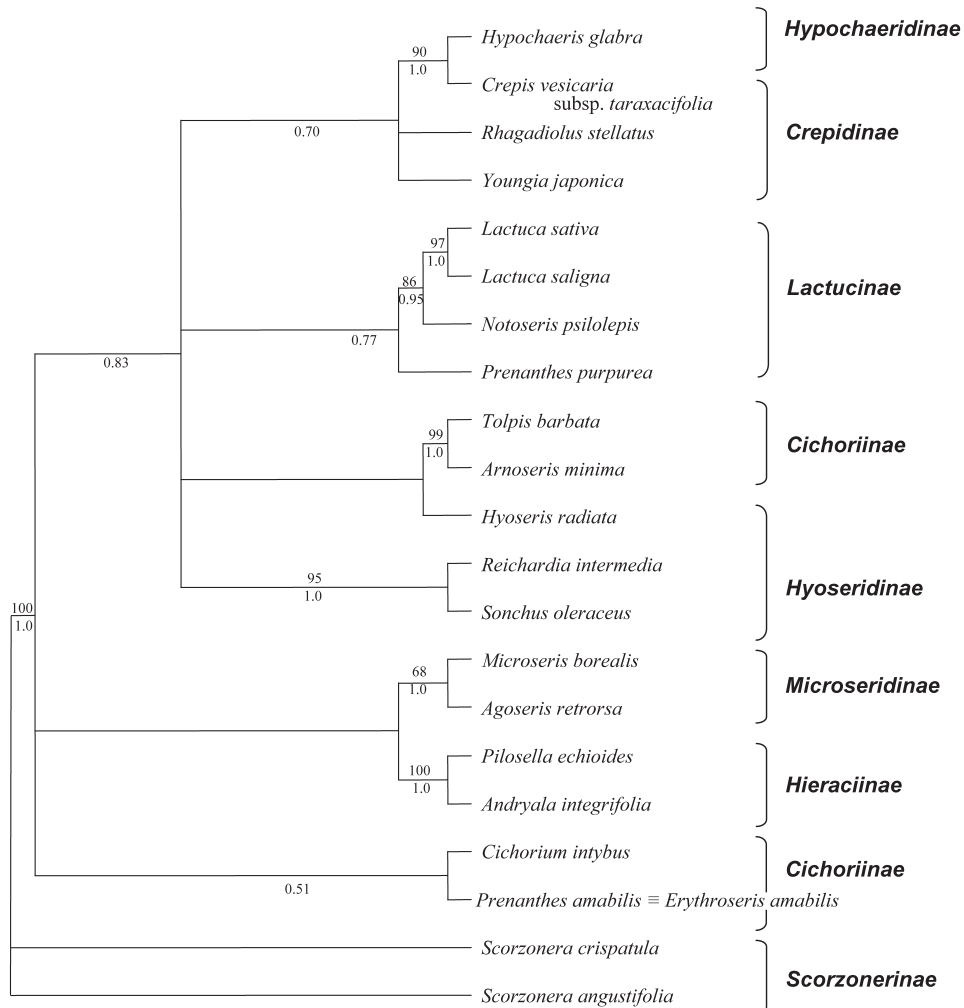 Hypochaeris glabra
Hypochaeridinae
90
1.0
Crepis vesicaria
subsp. taraxacifolia
0.70
Rhagadiolus stellatus
Crepidinae
Youngia japonica
Lactuca sativa
97
1.0
Lactuca saligna
86
0.95
Lactucinae
Notoseris psilolepis
0.77
Prenanthes purpurea
0.83
Tolpis barbata
99
1.0
Cichoriinae
Arnoseris minima
Hyoseris radiata
Reichardia intermedia
95
1.0
Hyoseridinae
Sonchus oleraceus
100
1.0
Microseris borealis
68
1.0
Microseridinae
Agoseris retrorsa
Pilosella echioides
100
1.0
Hieraciinae
Andryala integrifolia
Cichorium intybus
Cichoriinae
0.51
Prenanthes amabilis ≡ Erythroseris amabilis
Scorzonera crispatula
Scorzonerinae
Scorzonera angustifolia